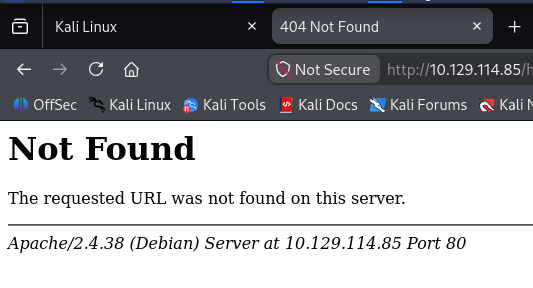 Kali Linux
404 Not Found
Not Secure
http://10.129.114.85/h
OffSec
Kali Linux
Kali Tools
Kali Docs
Kali Forums
Kali N
Not Found
The requested URL was not found on this server.
Apache/2.4.38 (Debian) Server at 10.129.114.85 Port 80